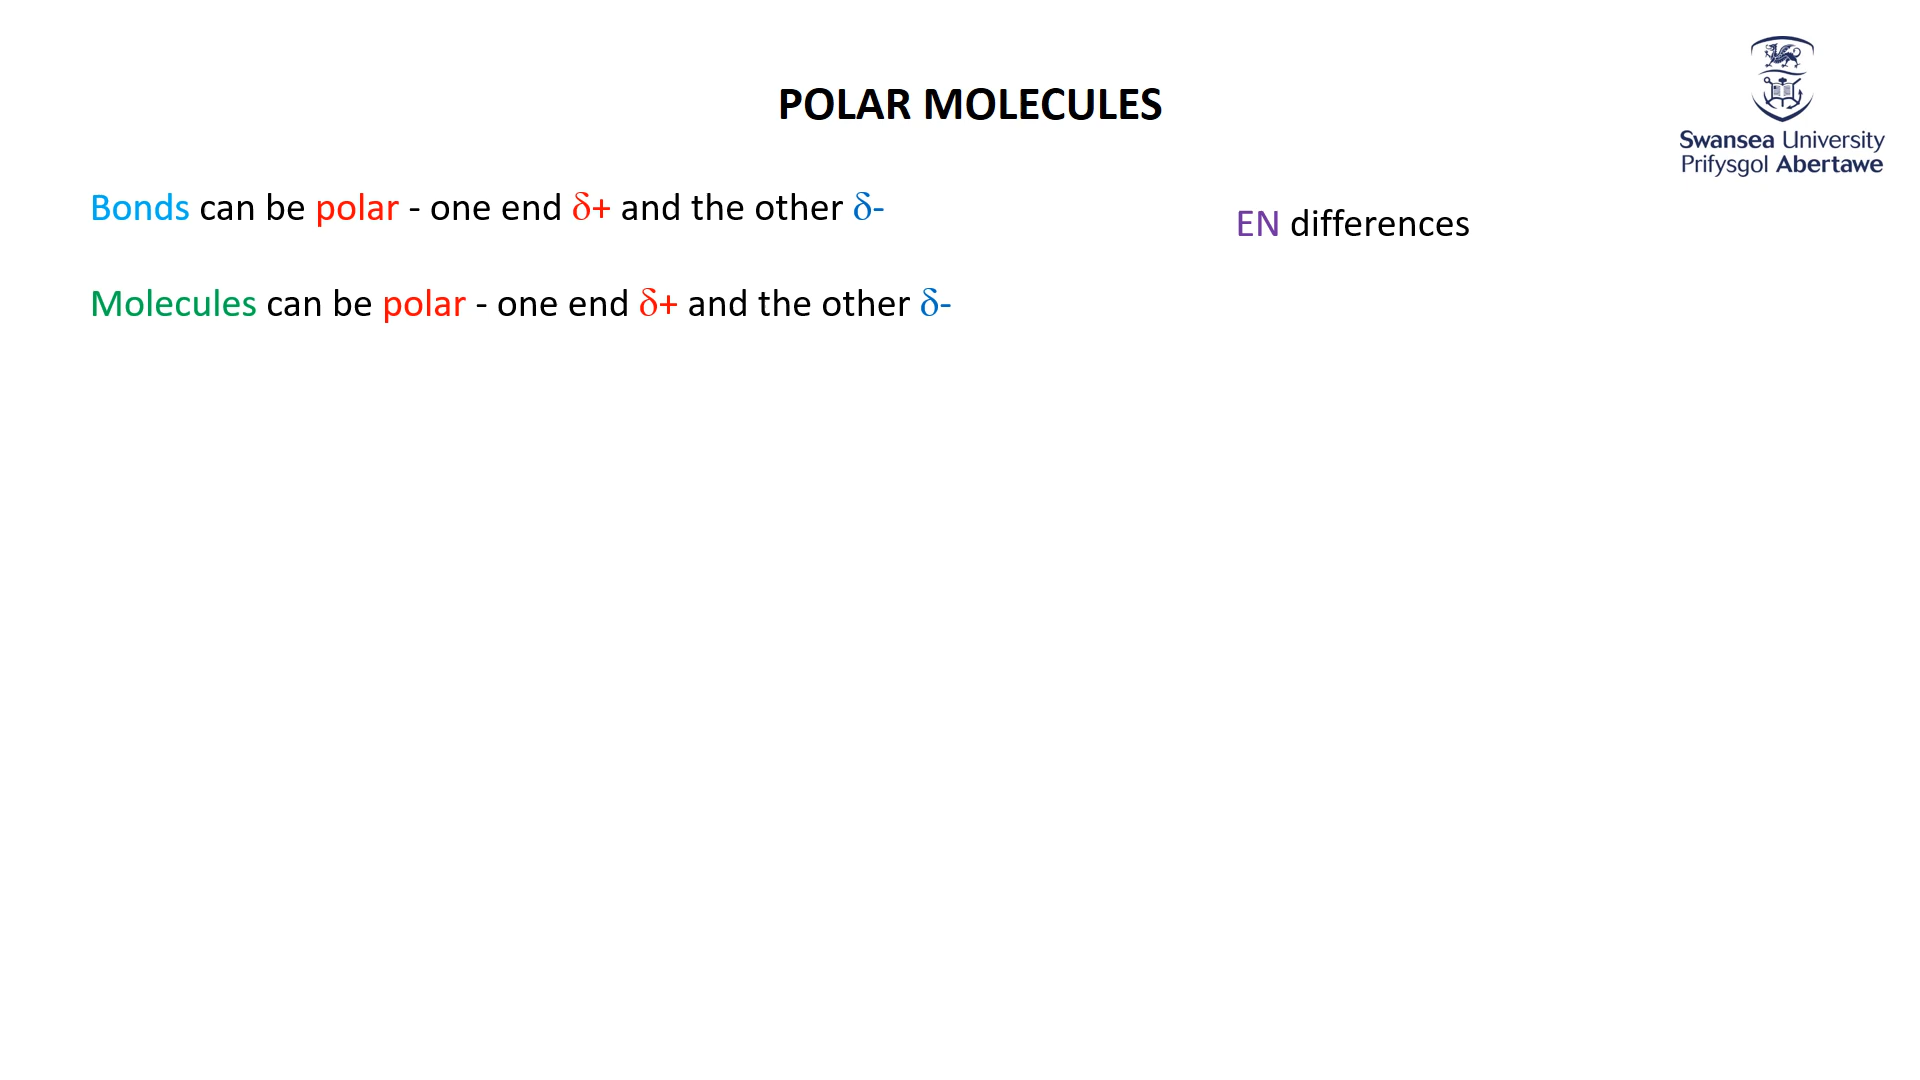 POLAR MOLECULES
Swansea University
Prifysgol Abertawe
Bonds can be polar - one end δ+ and the other δ-
EN differences
Molecules can be polar - one end δ+ and the other δ-